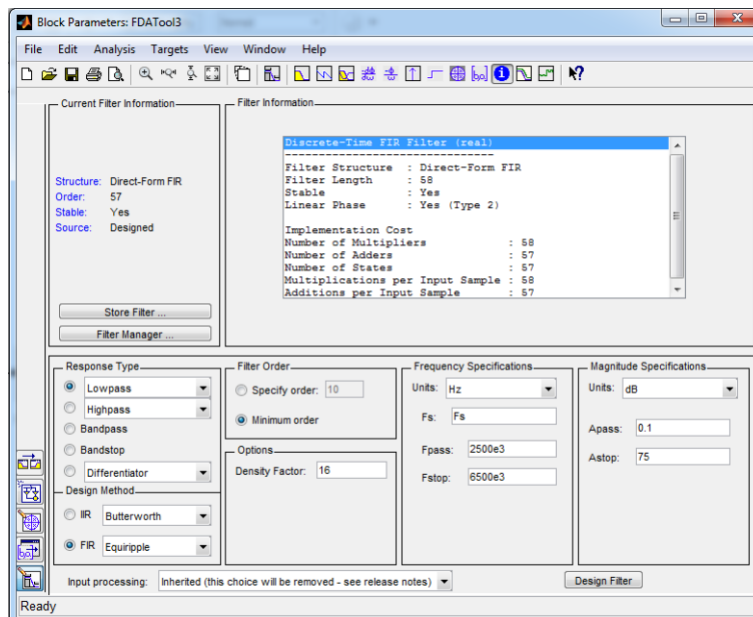 Block Parameters: FDATool3
File Edit Analysis Targets View Window Help
Current Filter Information
Structure: Direct-Form FIR
Order: 57
Stable: Yes
Source: Designed
Store Filter ...
Filter Manager ...
Filter Information
Discrete-Time FIR Filter (real)
-------------------------------
Filter Structure : Direct-Form FIR
Filter Length : 58
Stable : Yes
Linear Phase : Yes (Type 2)
Implementation Cost
Number of Multipliers : 58
Number of Adders : 57
Number of States : 57
Multiplications per Input Sample : 58
Additions per Input Sample : 57
Response Type
Lowpass
Highpass
Bandpass
Bandstop
Differentiator
Design Method
IIR Butterworth
FIR Equiripple
Filter Order
Specify order: 10
Minimum order
Options
Density Factor: 16
Frequency Specifications
Units: Hz
Fs: Fs
Fpass: 2500e3
Fstop: 6500e3
Magnitude Specifications
Units: dB
Apass: 0.1
Astop: 75
Input processing: Inherited (this choice will be removed - see release notes)
Design Filter
Ready